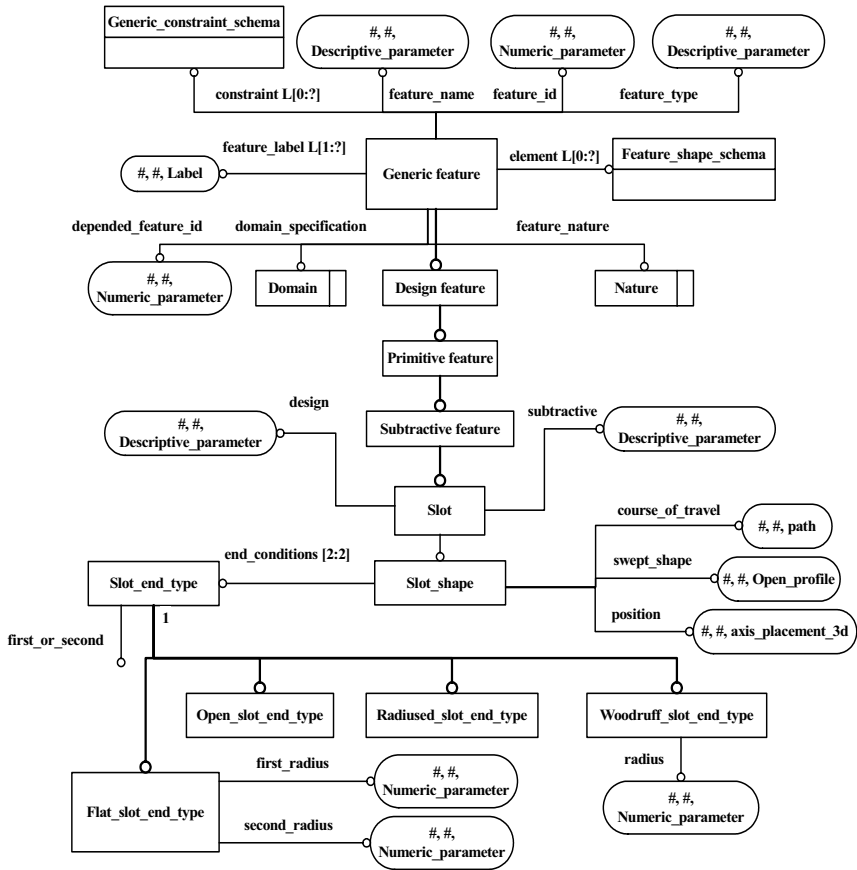 Generic_constraint_schema
#, #,
Descriptive_parameter
#, #,
Numeric_parameter
#, #,
Descriptive_parameter
constraint L[0:?]
feature_name
feature_id
feature_type
feature_label L[1:?]
element L[0:?]
Feature_shape_schema
#, #, Label
Generic feature
depended_feature_id
domain_specification
feature_nature
#, #,
Numeric_parameter
Domain
Design feature
Nature
Primitive feature
design
subtractive
#, #,
Descriptive_parameter
Subtractive feature
#, #,
Descriptive_parameter
Slot
course_of_travel
#, #, path
end_conditions [2:2]
swept_shape
Slot_end_type
Slot_shape
#, #, Open_profile
1
position
first_or_second
#, #, axis_placement_3d
Open_slot_end_type
Radiused_slot_end_type
Woodruff_slot_end_type
first_radius
radius
#, #,
Numeric_parameter
#, #,
Numeric_parameter
Flat_slot_end_type
second_radius
#, #,
Numeric_parameter